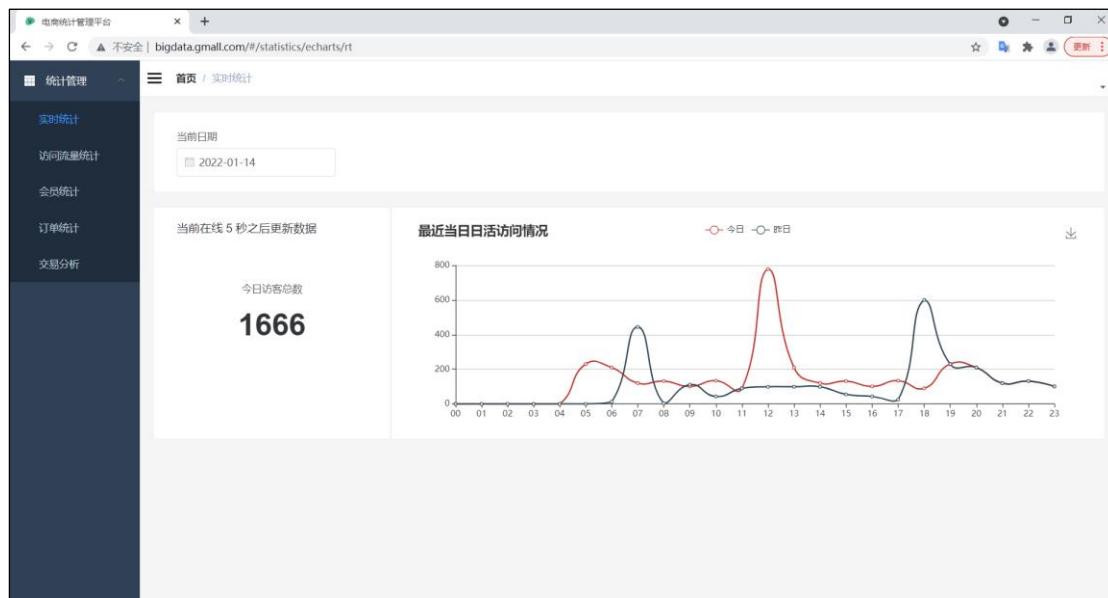 电商统计管理平台
不安全 | bigdata.gmall.com/#/statistics/echarts/rt
更新
统计管理
首页 / 实时统计
实时统计
访问流量统计
会员统计
订单统计
交易分析
当前日期
2022-01-14
当前在线 5 秒之后更新数据
今日访客总数
1666
最近当日日活访问情况
今日 昨日
800
600
400
200
0
00 01 02 03 04 05 06 07 08 09 10 11 12 13 14 15 16 17 18 19 20 21 22 23